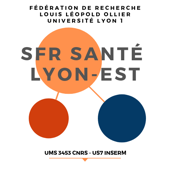 FÉDÉRATION DE RECHERCHE
LOUIS LÉOPOLD OLLIER
UNIVERSITÉ LYON 1
SFR SANTÉ
LYON-EST
UMS 3453 CNRS - US7 INSERM